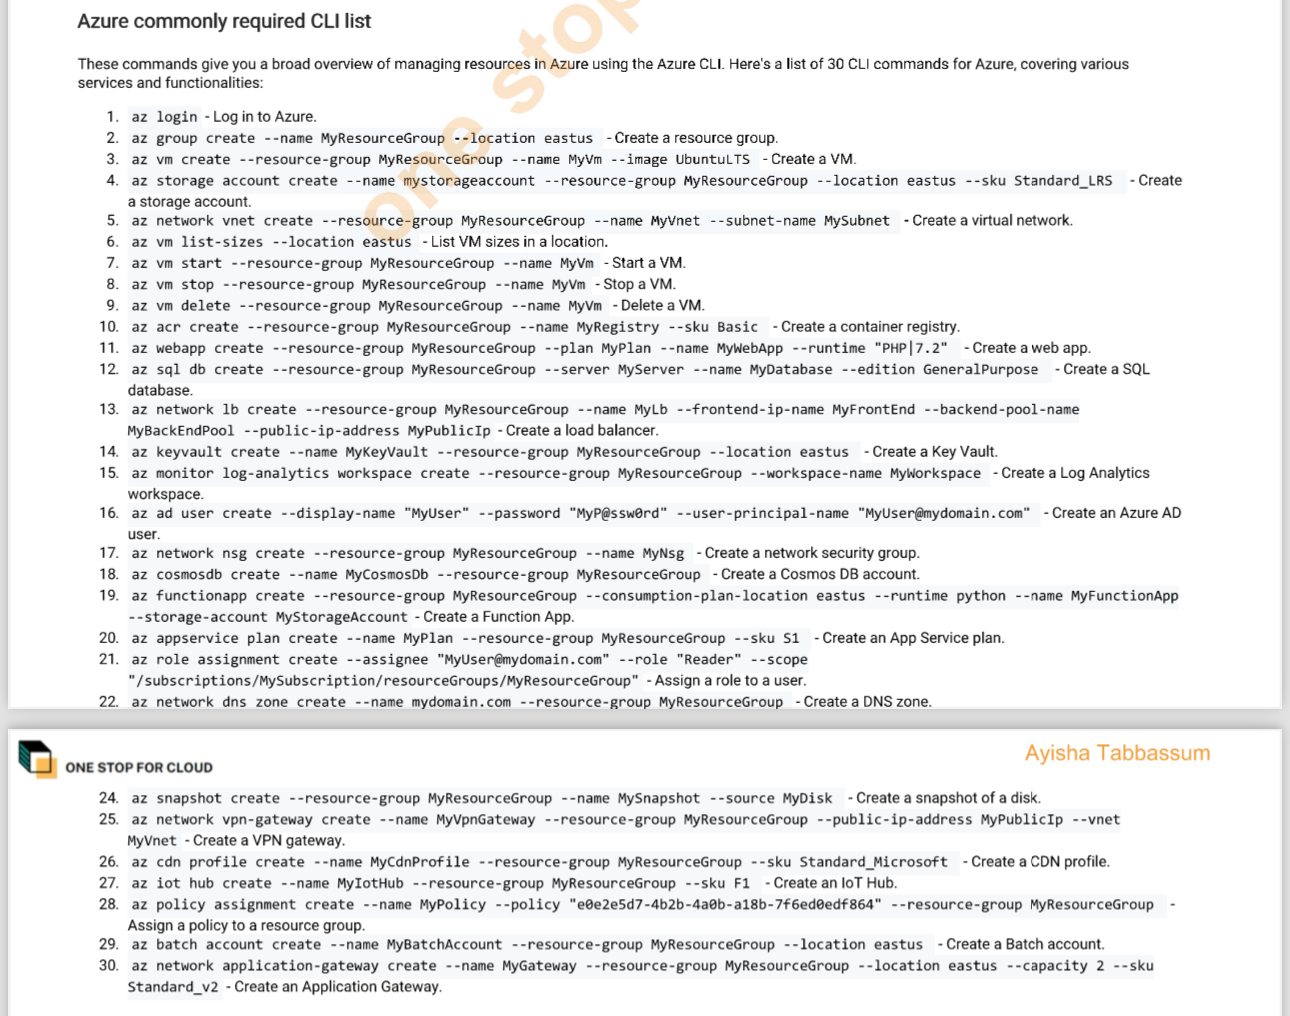 Azure commonly required CLI list
These commands give you a broad overview of managing resources in Azure using the Azure CLI. Here's a list of 30 CLI commands for Azure, covering various
services and functionalities:
1. az login - Log in to Azure.
2. az group create --name MyResourceGroup --location eastus - Create a resource group.
3. az vm create --resource-group MyResourceGroup --name MyVm --image UbuntuLTS - Create a VM.
4. az storage account create --name mystorageaccount --resource-group MyResourceGroup --location eastus --sku Standard_LRS - Create
a storage account.
5. az network vnet create --resource-group MyResourceGroup --name MyVnet --subnet-name MySubnet - Create a virtual network.
6. az vm list-sizes --location eastus - List VM sizes in a location.
7. az vm start --resource-group MyResourceGroup --name MyVm - Start a VM.
8. az vm stop --resource-group MyResourceGroup --name MyVm - Stop a VM.
9. az vm delete --resource-group MyResourceGroup --name MyVm - Delete a VM.
10. az acr create --resource-group MyResourceGroup --name MyRegistry --sku Basic - Create a container registry.
11. az webapp create --resource-group MyResourceGroup --plan MyPlan --name MyWebApp --runtime "PHP|7.2" - Create a web app.
12. az sql db create --resource-group MyResourceGroup --server MyServer --name MyDatabase --edition GeneralPurpose - Create a SQL
database.
13. az network lb create --resource-group MyResourceGroup --name MyLb --frontend-ip-name MyFrontEnd --backend-pool-name
MyBackEndPool --public-ip-address MyPublicIp - Create a load balancer.
14. az keyvault create --name MyKeyVault --resource-group MyResourceGroup --location eastus - Create a Key Vault.
15. az monitor log-analytics workspace create --resource-group MyResourceGroup --workspace-name MyWorkspace - Create a Log Analytics
workspace.
16. az ad user create --display-name "MyUser" --password "MyP@ssw0rd" --user-principal-name "MyUser@mydomain.com" - Create an Azure AD
user.
17. az network nsg create --resource-group MyResourceGroup --name MyNsg - Create a network security group.
18. az cosmosdb create --name MyCosmosDb --resource-group MyResourceGroup - Create a Cosmos DB account.
19. az functionapp create --resource-group MyResourceGroup --consumption-plan-location eastus --runtime python --name MyFunctionApp
--storage-account MyStorageAccount - Create a Function App.
20. az appservice plan create --name MyPlan --resource-group MyResourceGroup --sku S1 - Create an App Service plan.
21. az role assignment create --assignee "MyUser@mydomain.com" --role "Reader" --scope
"/subscriptions/MySubscription/resourceGroups/MyResourceGroup" - Assign a role to a user.
22. az network dns zone create --name mydomain.com --resource-group MyResourceGroup - Create a DNS zone.
one stop
ONE STOP FOR CLOUD
Ayisha Tabbassum
24. az snapshot create --resource-group MyResourceGroup --name MySnapshot --source MyDisk - Create a snapshot of a disk.
25. az network vpn-gateway create --name MyVpnGateway --resource-group MyResourceGroup --public-ip-address MyPublicIp --vnet
MyVnet - Create a VPN gateway.
26. az cdn profile create --name MyCdnProfile --resource-group MyResourceGroup --sku Standard_Microsoft - Create a CDN profile.
27. az iot hub create --name MyIotHub --resource-group MyResourceGroup --sku F1 - Create an IoT Hub.
28. az policy assignment create --name MyPolicy --policy "e0e2e5d7-4b2b-4a0b-a18b-7f6ed0edf864" --resource-group MyResourceGroup -
Assign a policy to a resource group.
29. az batch account create --name MyBatchAccount --resource-group MyResourceGroup --location eastus - Create a Batch account.
30. az network application-gateway create --name MyGateway --resource-group MyResourceGroup --location eastus --capacity 2 --sku
Standard_v2 - Create an Application Gateway.